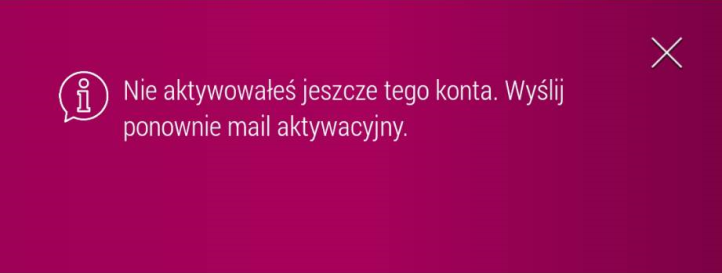 Nie aktywowałeś jeszcze tego konta. Wyślij
ponownie mail aktywacyjny.